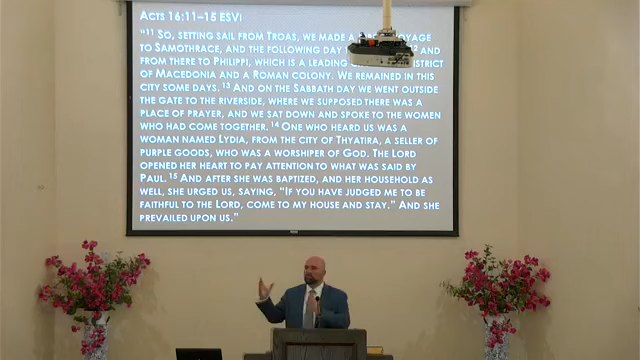 Acts 16:11–15 ESVi
“11 So, setting sail from Troas, we made a voyage
to Samothrace, and the following day 12 and
from there to Philippi, which is a leading district
of Macedonia and a Roman colony. We remained in this
city some days. 13 And on the Sabbath day we went outside
the gate to the riverside, where we supposed there was a
place of prayer, and we sat down and spoke to the women
who had come together. 14 One who heard us was a
woman named Lydia, from the city of Thyatira, a seller of
purple goods, who was a worshiper of God. The Lord
opened her heart to pay attention to what was said by
Paul. 15 And after she was baptized, and her household as
well, she urged us, saying, “If you have judged me to be
faithful to the Lord, come to my house and stay.” And she
prevailed upon us.”